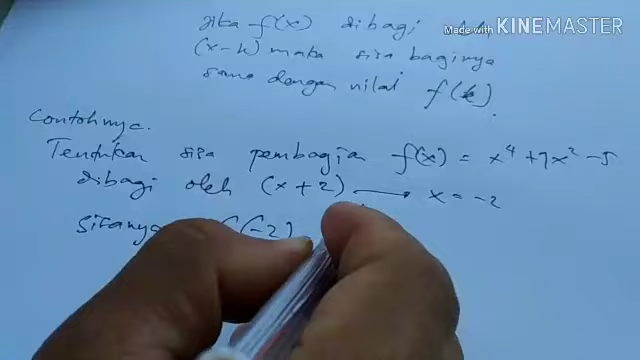 Made with KINEMASTER
Jika f(x) dibagi
(x-k) maka sisa baginya
sama dengan nilai f(k).
Contohnya.
Tentukan sisa pembagian f(x) = x⁴ + 7x² - 5
dibagi oleh (x + 2) → x = -2
Sisanya f(-2)